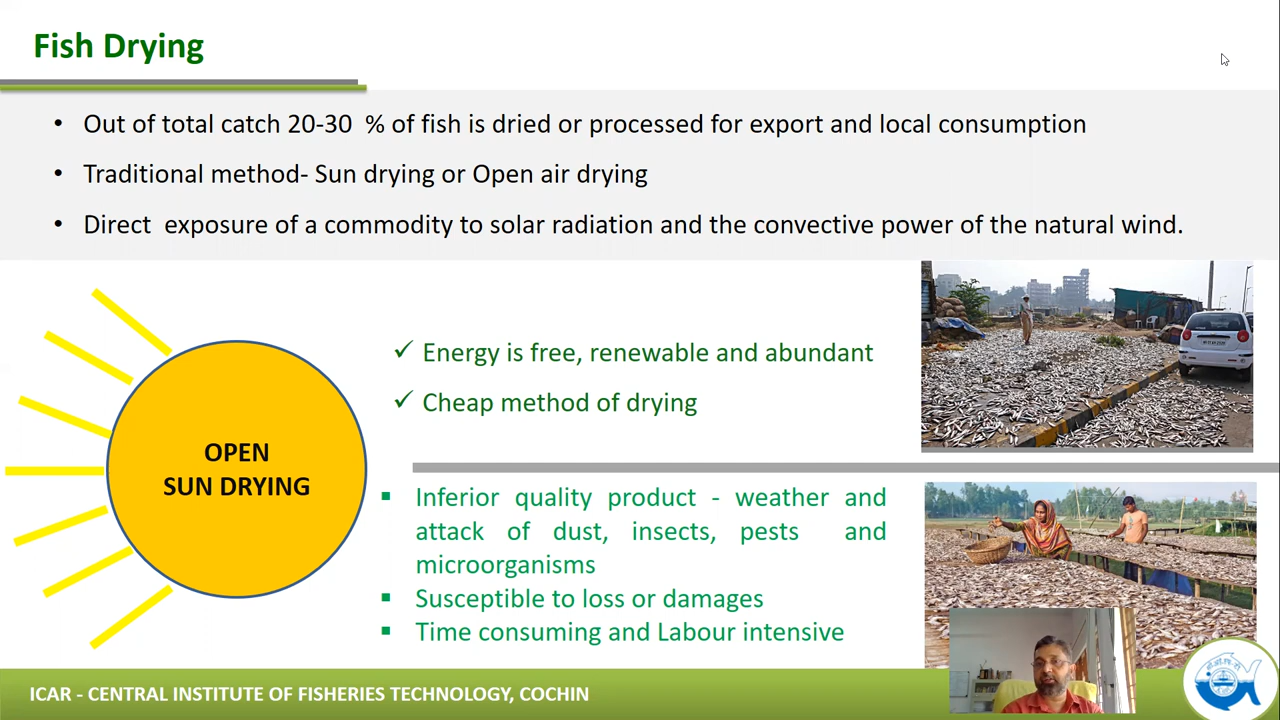 Fish Drying
• Out of total catch 20-30 % of fish is dried or processed for export and local consumption
• Traditional method- Sun drying or Open air drying
• Direct exposure of a commodity to solar radiation and the convective power of the natural wind.
OPEN
SUN DRYING
✓ Energy is free, renewable and abundant
✓ Cheap method of drying
▪ Inferior quality product - weather and
attack of dust, insects, pests and
microorganisms
▪ Susceptible to loss or damages
▪ Time consuming and Labour intensive
ICAR - CENTRAL INSTITUTE OF FISHERIES TECHNOLOGY, COCHIN